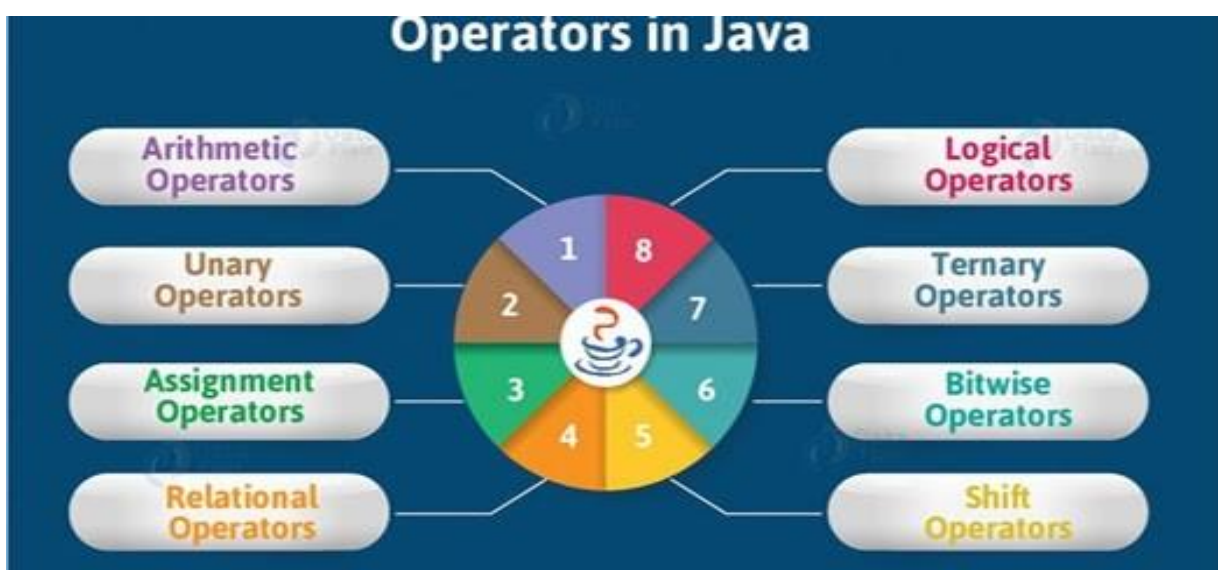 Operators in Java
Arithmetic
Operators
Unary
Operators
Assignment
Operators
Relational
Operators
Logical
Operators
Ternary
Operators
Bitwise
Operators
Shift
Operators
1
8
2
7
3
6
4
5